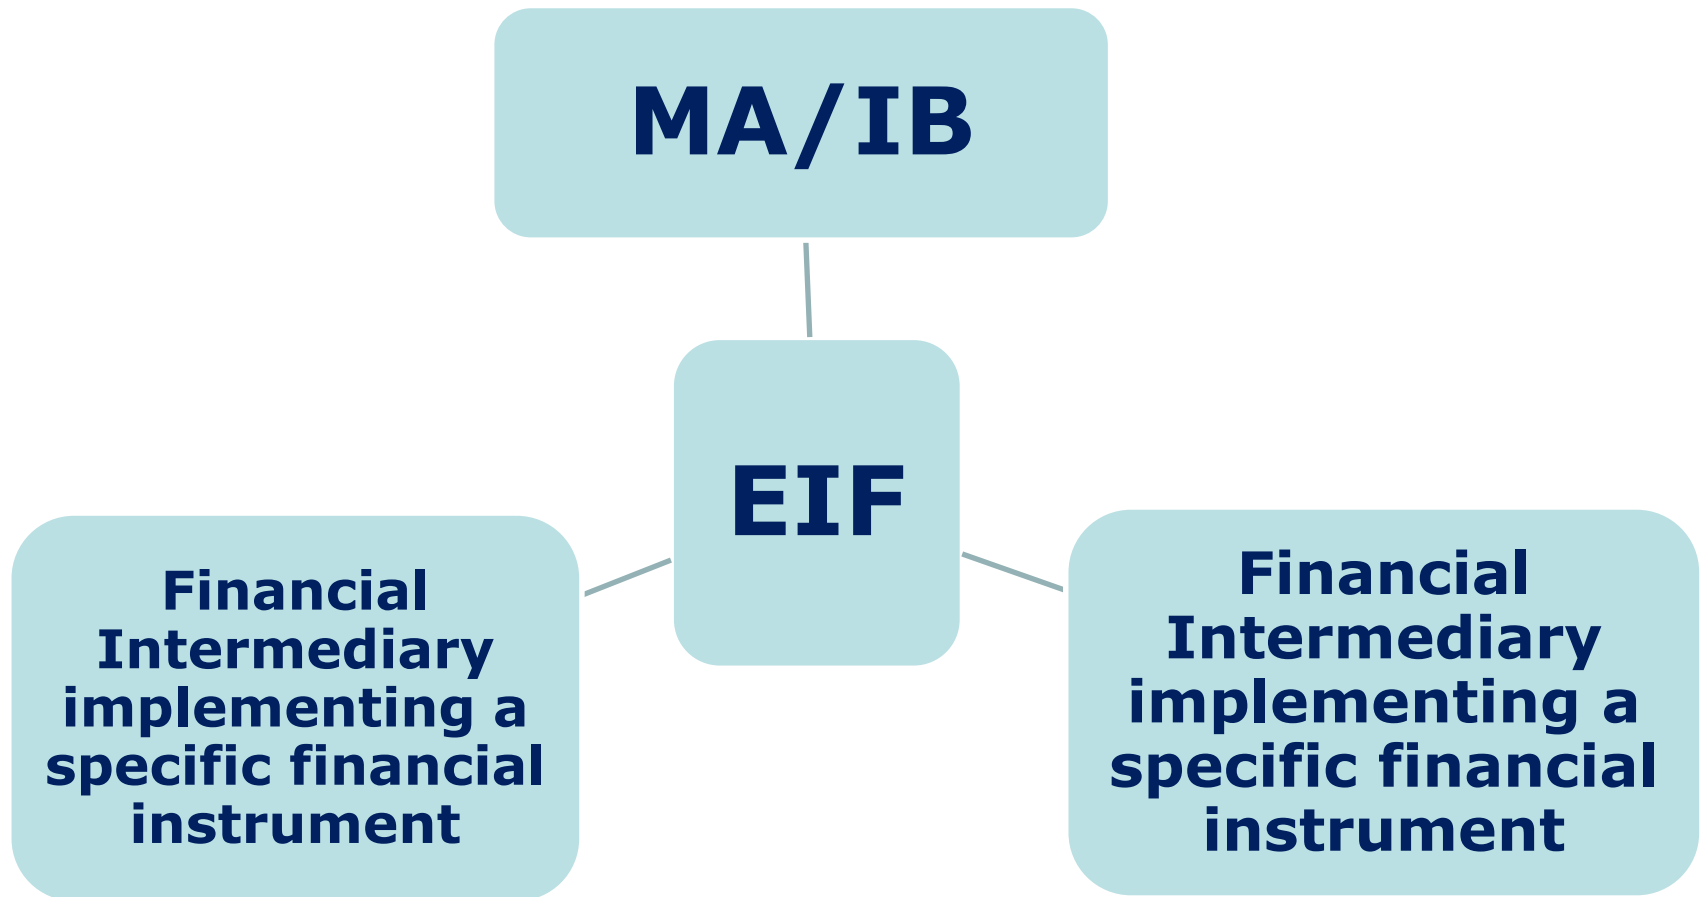 MA/IB
EIF
Financial
Intermediary
implementing a
specific financial
instrument
Financial
Intermediary
implementing a
specific financial
instrument